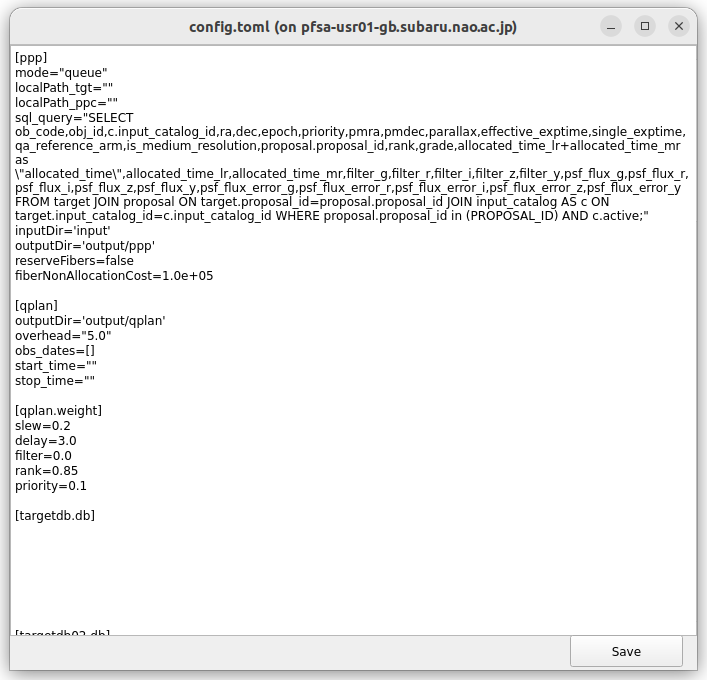 config.toml (on pfsa-usr01-gb.subaru.nao.ac.jp)
[ppp]
mode="queue"
localPath_tgt=""
localPath_ppc=""
sql_query="SELECT
ob_code,obj_id,c.input_catalog_id,ra,dec,epoch,priority,pmra,pmdec,parallax,effective_exptime,single_exptime,
qa_reference_arm,is_medium_resolution,proposal.proposal_id,rank,grade,allocated_time_lr+allocated_time_mr
as
\"allocated_time\",allocated_time_lr,allocated_time_mr,filter_g,filter_r,filter_i,filter_z,filter_y,psf_flux_g,psf_flux_r,
psf_flux_i,psf_flux_z,psf_flux_y,psf_flux_error_g,psf_flux_error_r,psf_flux_error_i,psf_flux_error_z,psf_flux_error_y
FROM target JOIN proposal ON target.proposal_id=proposal.proposal_id JOIN input_catalog AS c ON
target.input_catalog_id=c.input_catalog_id WHERE proposal.proposal_id in (PROPOSAL_ID) AND c.active;"
inputDir='input'
outputDir='output/ppp'
reserveFibers=false
fiberNonAllocationCost=1.0e+05
[qplan]
outputDir='output/qplan'
overhead="5.0"
obs_dates=[]
start_time=""
stop_time=""
[qplan.weight]
slew=0.2
delay=3.0
filter=0.0
rank=0.85
priority=0.1
[targetdb.db]
[targetdb02.db]
Save